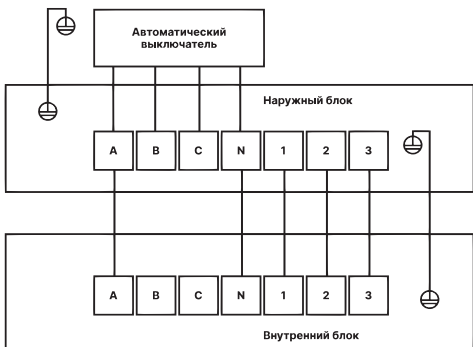 Автоматический
выключатель
Наружный блок
A B C N 1 2 3
A B C N 1 2 3
Внутренний блок